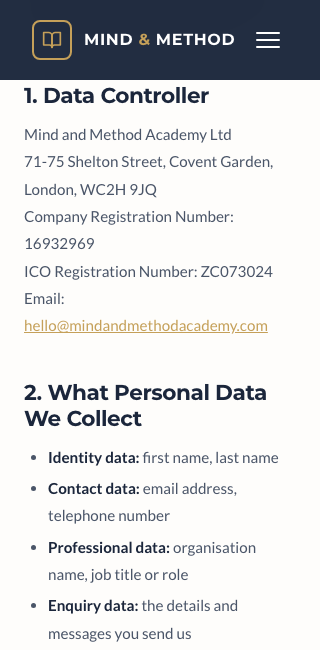 MIND & METHOD
1. Data Controller
Mind and Method Academy Ltd
71-75 Shelton Street, Covent Garden,
London, WC2H 9JQ
Company Registration Number:
16932969
ICO Registration Number: ZC073024
Email:
hello@mindandmethodacademy.com
2. What Personal Data
We Collect
• Identity data: first name, last name
• Contact data: email address,
telephone number
• Professional data: organisation
name, job title or role
• Enquiry data: the details and
messages you send us